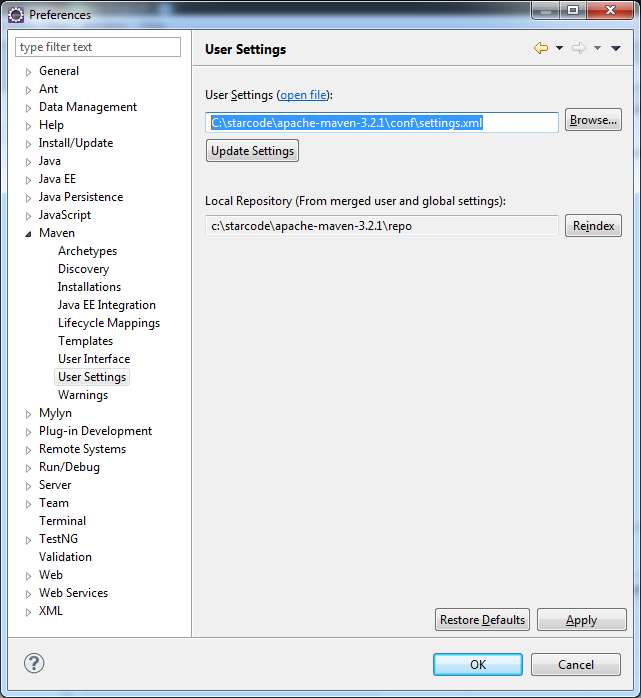 Preferences
type filter text
General
Ant
Data Management
Help
Install/Update
Java
Java EE
Java Persistence
JavaScript
Maven
Archetypes
Discovery
Installations
Java EE Integration
Lifecycle Mappings
Templates
User Interface
User Settings
Warnings
Mylyn
Plug-in Development
Remote Systems
Run/Debug
Server
Team
Terminal
TestNG
Validation
Web
Web Services
XML
User Settings
User Settings (open file):
C:\starcode\apache-maven-3.2.1\conf\settings.xml
Browse...
Update Settings
Local Repository (From merged user and global settings):
c:\starcode\apache-maven-3.2.1\repo
Reindex
Restore Defaults
Apply
?
OK
Cancel